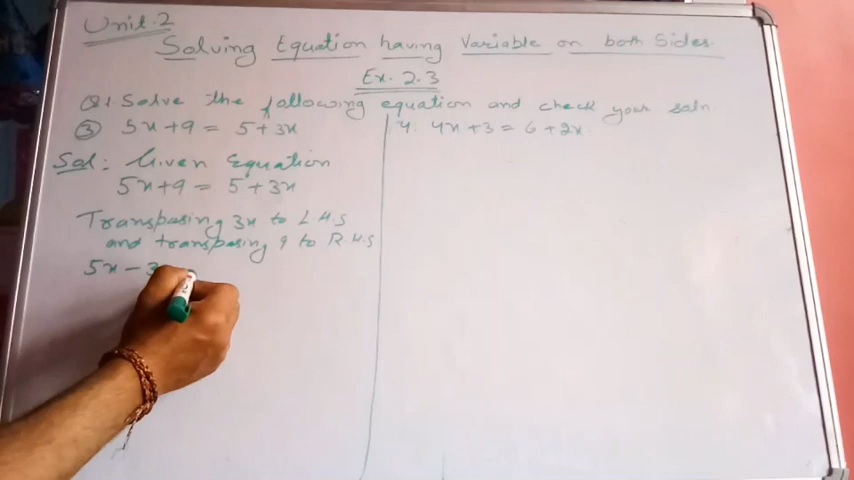 Unit.2
Solving Equation having Variable on both Sides.
Ex. 2.3
Q.1 Solve the following equation and check your soln.
③ 5x+9 = 5+3x
Sol: Given Equation
5x+9 = 5+3x
Transposing 3x to L.H.S
and transposing 9 to R.H.S
5x - 3
4. 4x+3 = 6+2x.